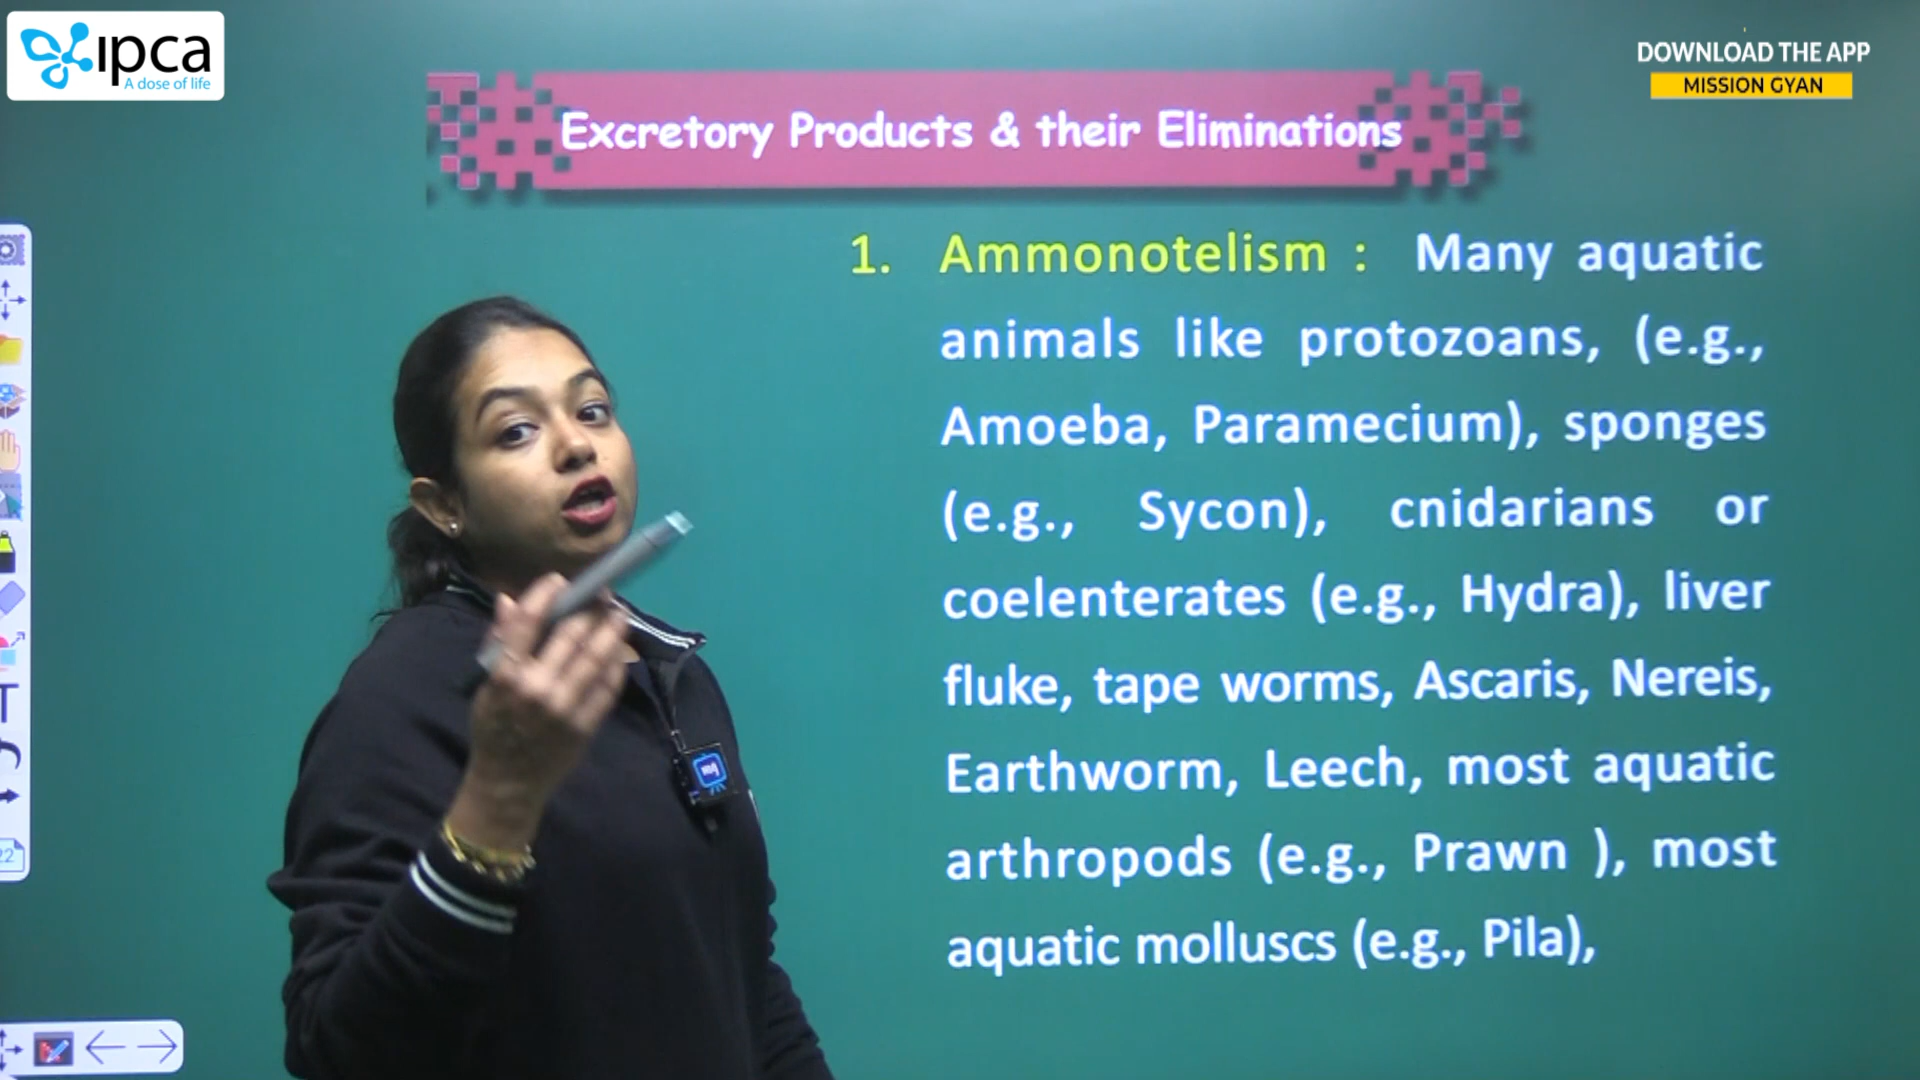 ipca
A dose of life
DOWNLOAD THE APP
MISSION GYAN
Excretory Products & their Eliminations
1. Ammonotelism : Many aquatic
animals like protozoans, (e.g.,
Amoeba, Paramecium), sponges
(e.g., Sycon), cnidarians or
coelenterates (e.g., Hydra), liver
fluke, tape worms, Ascaris, Nereis,
Earthworm, Leech, most aquatic
arthropods (e.g., Prawn ), most
aquatic molluscs (e.g., Pila),
22